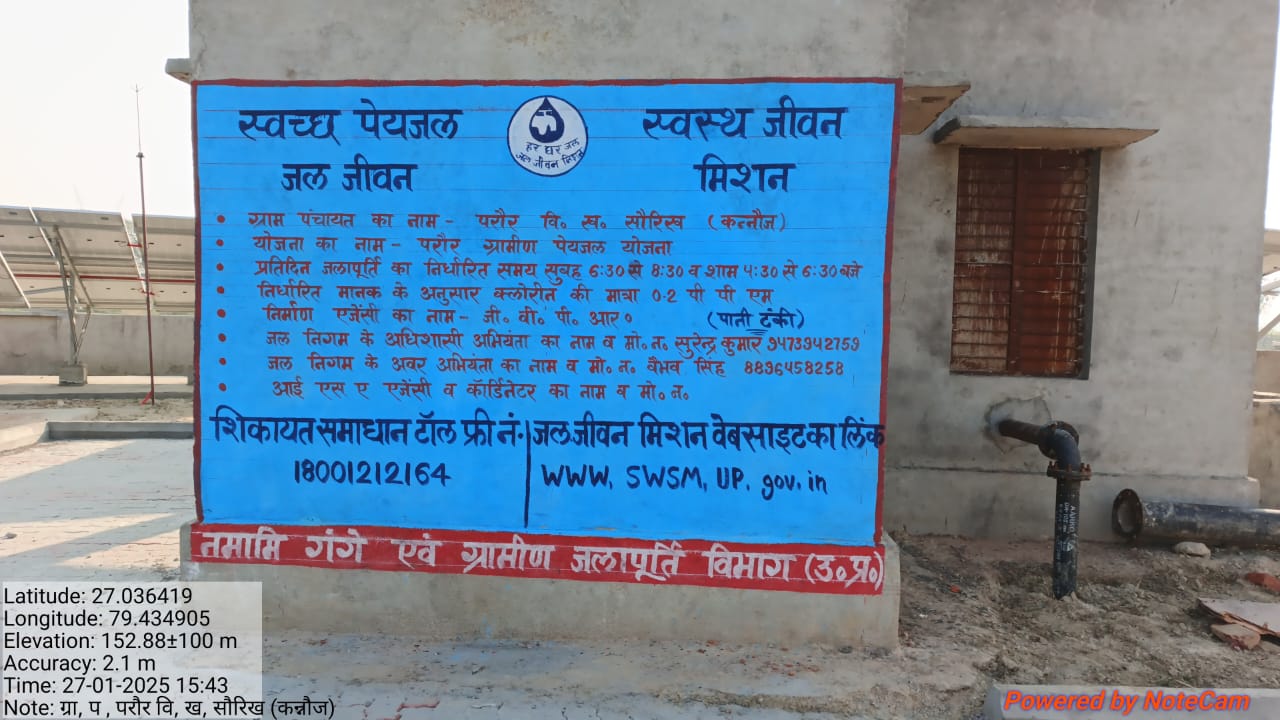 स्वच्छ पेयजल
स्वस्थ जीवन
जल जीवन
मिशन
हर घर जल
जल जीवन मिशन
• ग्राम पंचायत का नाम - परौर वि० ख० सौरिख (कन्नौज)
• योजना का नाम - परौर ग्रामीण पेयजल योजना
• प्रतिदिन जलापूर्ति का निर्धारित समय सुबह 6:30 से 8:30 व शाम 4:30 से 6:30 बजे
• निर्धारित मानक के अनुसार क्लोरीन की मात्रा 0.2 पी पी एम
• निर्माण एजेंसी का नाम - जी० वी० पी० आर० (पानी टंकी)
• जल निगम के अधिशासी अभियंता का नाम व मो० न० सुरेन्द्र कुमार 9473942759
• जल निगम के अवर अभियंता का नाम व मो० न० वैभव सिंह 8896458258
• आई एस ए एजेंसी व कॉर्डिनेटर का नाम व मो० न०
शिकायत समाधान टॉल फ्री नं०
18001212164
जल जीवन मिशन वेबसाइट का लिंक
WWW. SWSM, UP. gov. in
नमामि गंगे एवं ग्रामीण जलापूर्ति विभाग (उ० प्र०)
Latitude: 27.036419
Longitude: 79.434905
Elevation: 152.88±100 m
Accuracy: 2.1 m
Time: 27-01-2025 15:43
Note: ग्रा, प , परौर वि, ख, सौरिख (कन्नौज)
Powered by NoteCam